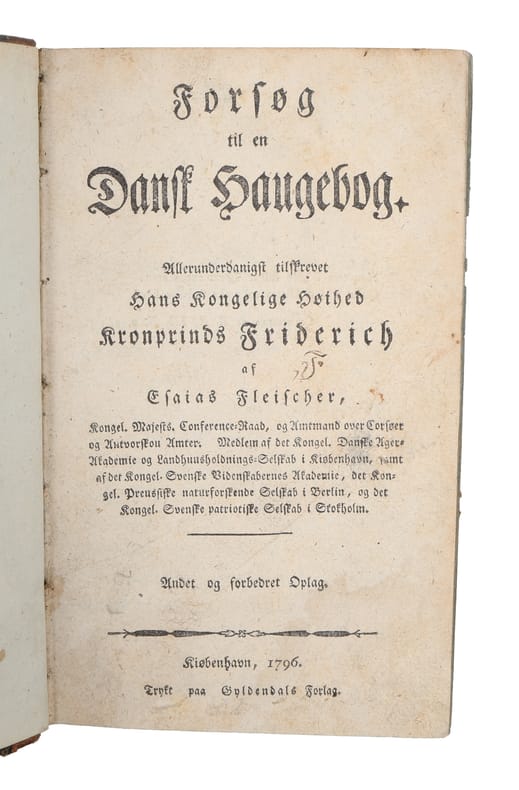 Forsøg
til en
Dansk Haugebog.
Allerunderdanigst tilskrevet
Hans Kongelige Høihed
Kronprinds Friderich
af
Esaias Fleischer,
Kongel. Majests. Conference-Raad, og Amtmand over Corsøer
og Antvorskou Amter. Medlem af det Kongel. Danske Ager-
Akademie og Landhuusholdnings-Selskab i Kiøbenhavn, samt
af det Kongel. Svenske Videnskabernes Akademie, det Kon-
gel. Preussiske naturforskende Selskab i Berlin, og det
Kongel. Svenske patriotiske Selskab i Stokholm.
Andet og forbedret Oplag.
Kiøbenhavn, 1796.
Trykt paa Gyldendals Forlag.